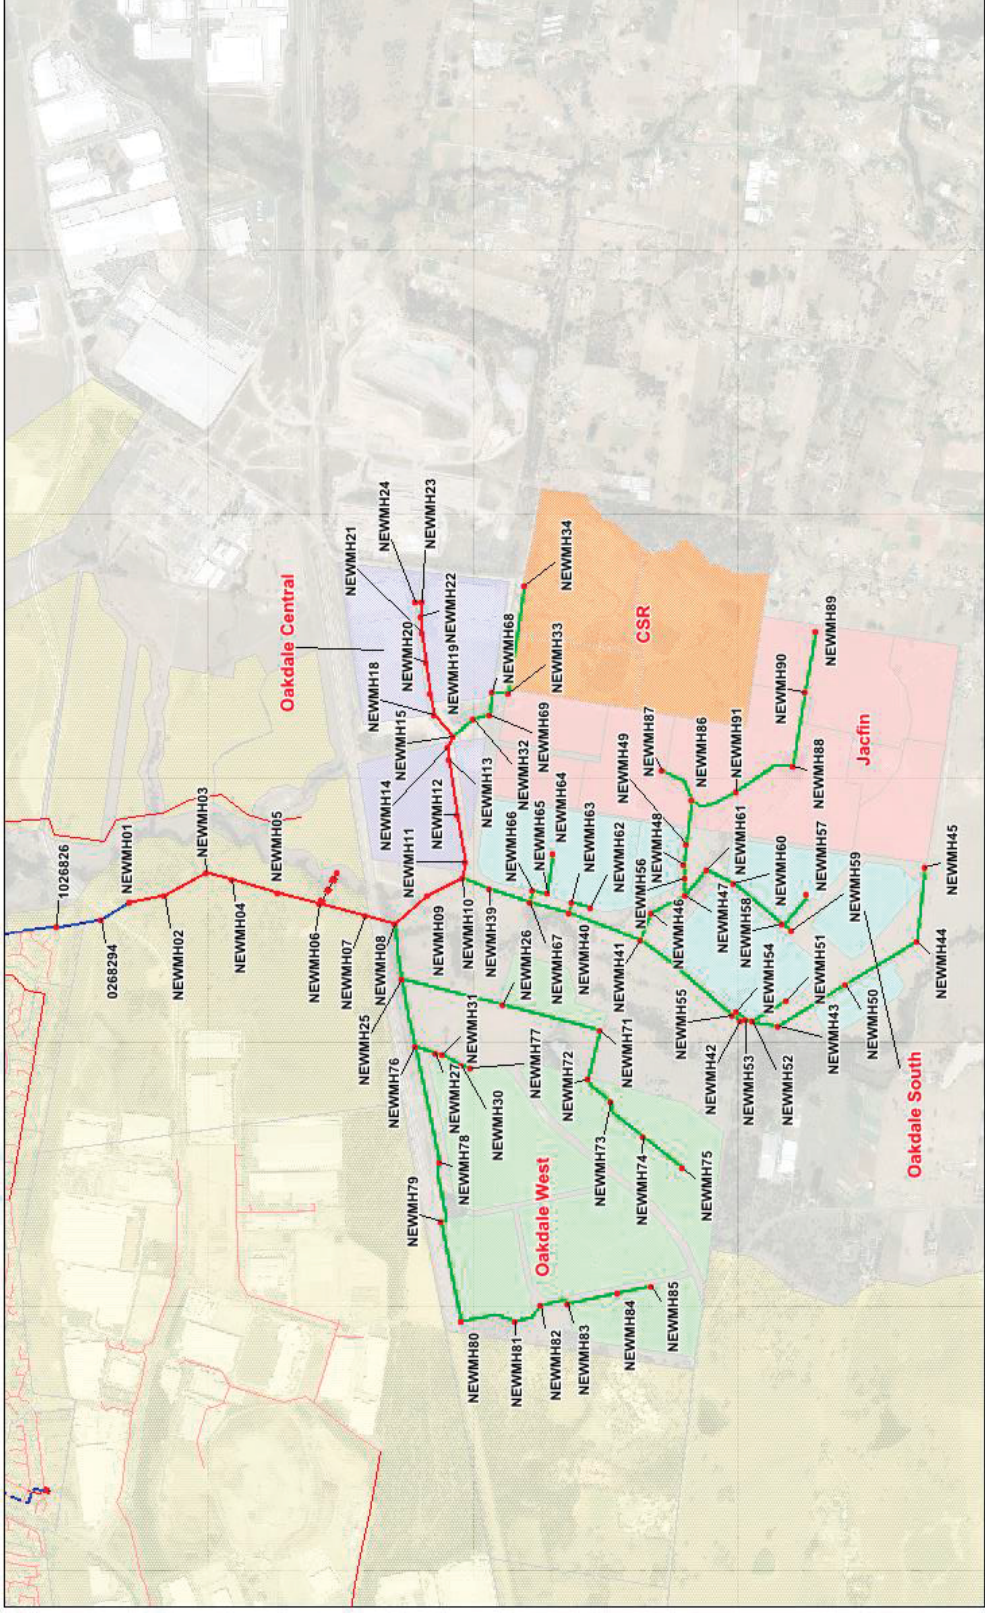 1026826
NEWMH01
0268294
NEWMH02
NEWMH03
NEWMH04
NEWMH05
NEWMH06
NEWMH07
NEWMH08
NEWMH25
NEWMH76
NEWMH09
NEWMH10
NEWMH11
NEWMH12
NEWMH13
NEWMH14
NEWMH15
NEWMH18
NEWMH19
NEWMH20
NEWMH21
NEWMH22
NEWMH23
NEWMH24
Oakdale Central
NEWMH68
NEWMH33
NEWMH34
NEWMH69
NEWMH32
CSR
NEWMH39
NEWMH26
NEWMH66
NEWMH65
NEWMH64
NEWMH63
NEWMH62
NEWMH67
NEWMH40
NEWMH41
NEWMH49
NEWMH48
NEWMH56
NEWMH46
NEWMH47
NEWMH87
NEWMH86
NEWMH91
NEWMH90
NEWMH89
NEWMH88
Jacfin
NEWMH61
NEWMH60
NEWMH57
NEWMH58
NEWMH59
NEWMH54
NEWMH55
NEWMH51
NEWMH42
NEWMH53
NEWMH52
NEWMH43
NEWMH50
NEWMH44
NEWMH45
Oakdale South
NEWMH31
NEWMH27
NEWMH30
NEWMH77
NEWMH71
NEWMH72
NEWMH73
NEWMH74
NEWMH75
NEWMH78
NEWMH79
Oakdale West
NEWMH80
NEWMH81
NEWMH82
NEWMH83
NEWMH84
NEWMH85